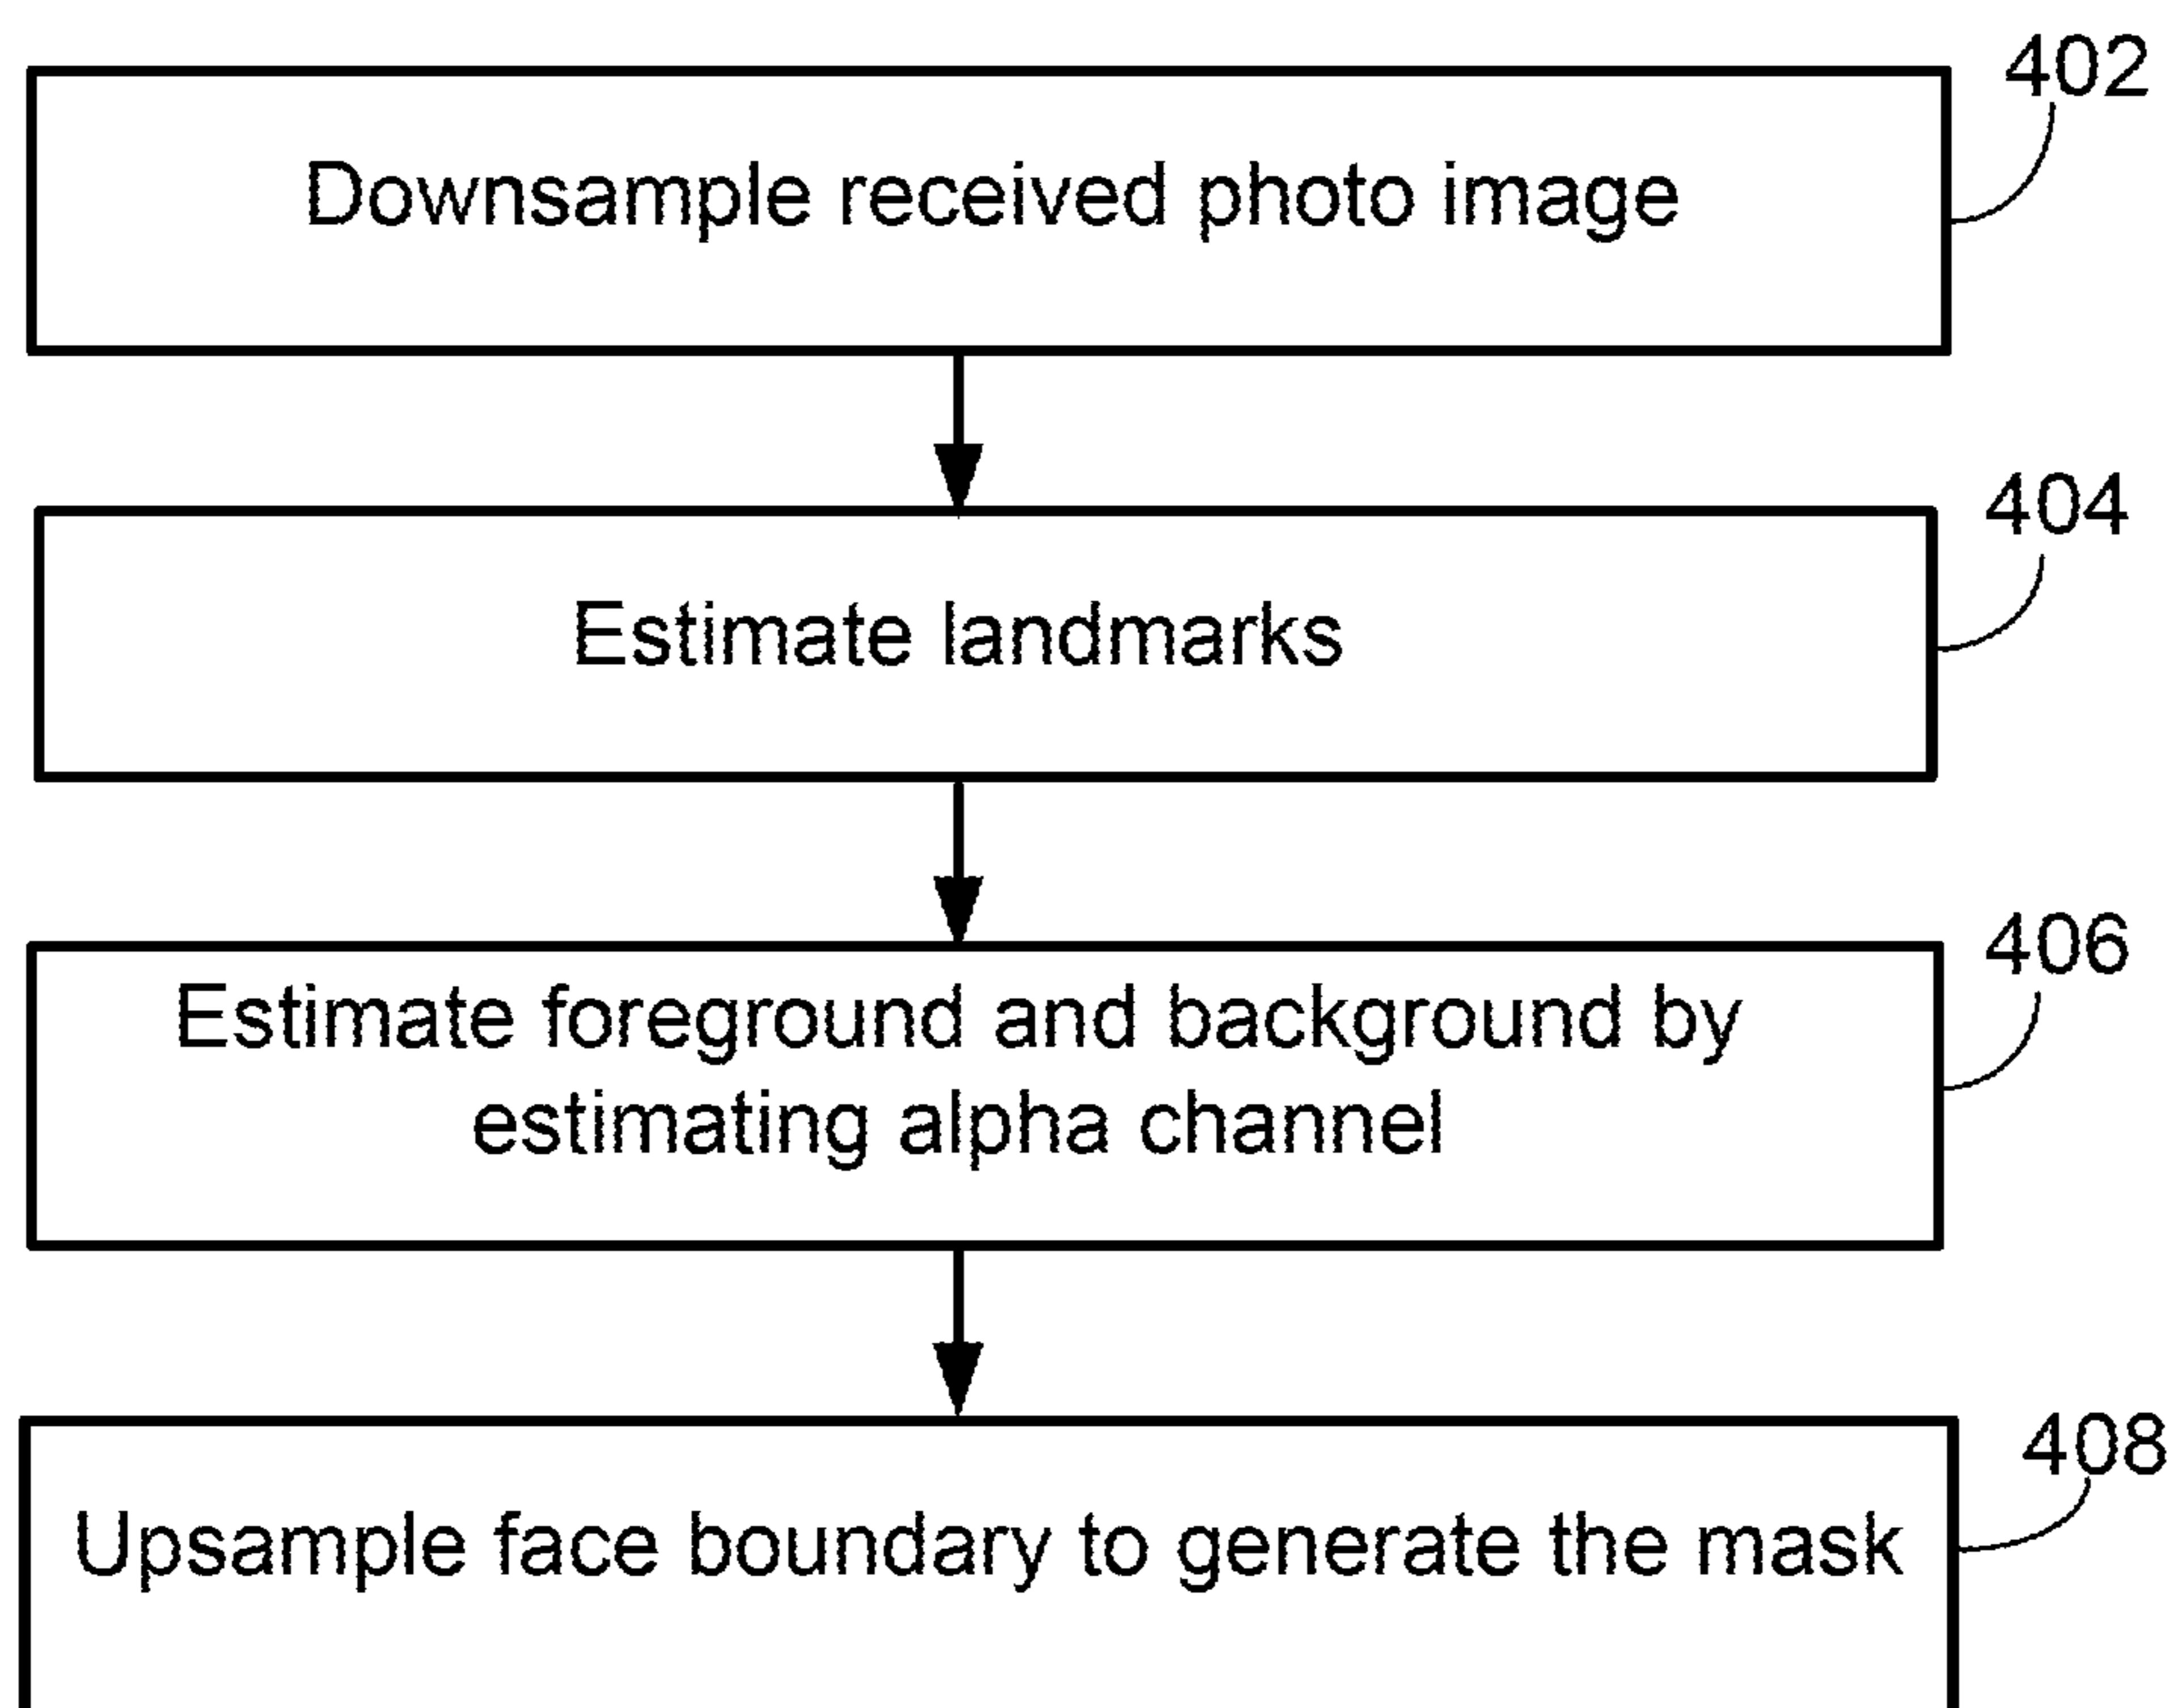 402
Downsample received photo image
404
Estimate landmarks
406
Estimate foreground and background by
estimating alpha channel
408
Upsample face boundary to generate the mask